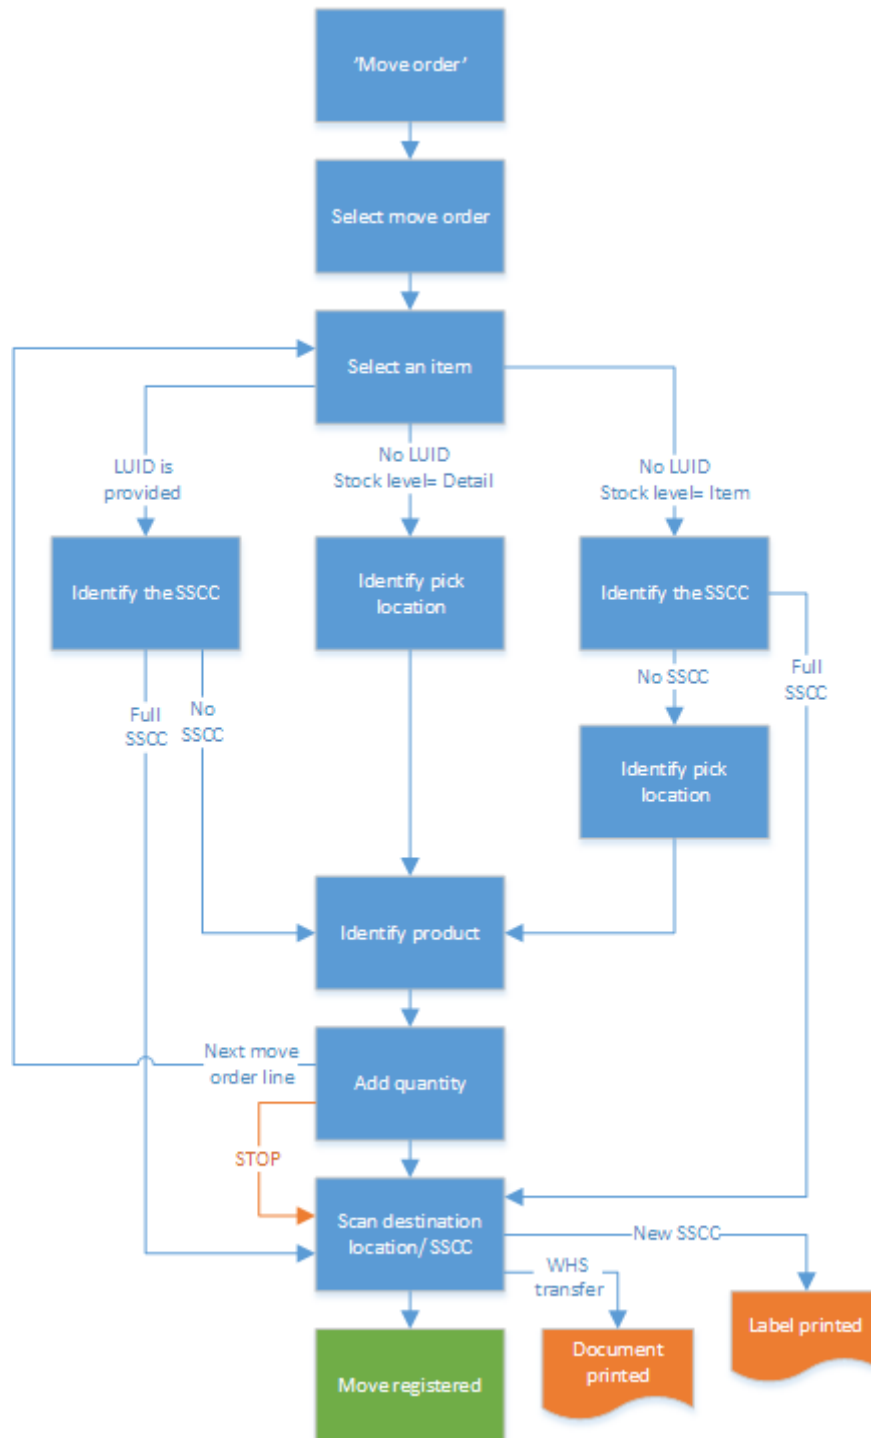 'Move order'
Select move order
Select an item
LUID is
provided
No LUID
Stock level= Detail
No LUID
Stock level= Item
Identify the SSCC
Identify pick
location
Identify the SSCC
Full
SSCC
No
SSCC
No SSCC
Full
SSCC
Identify pick
location
Identify product
Next move
order line
Add quantity
STOP
Scan destination
location/ SSCC
New SSCC
WHS
transfer
Label printed
Document
printed
Move registered